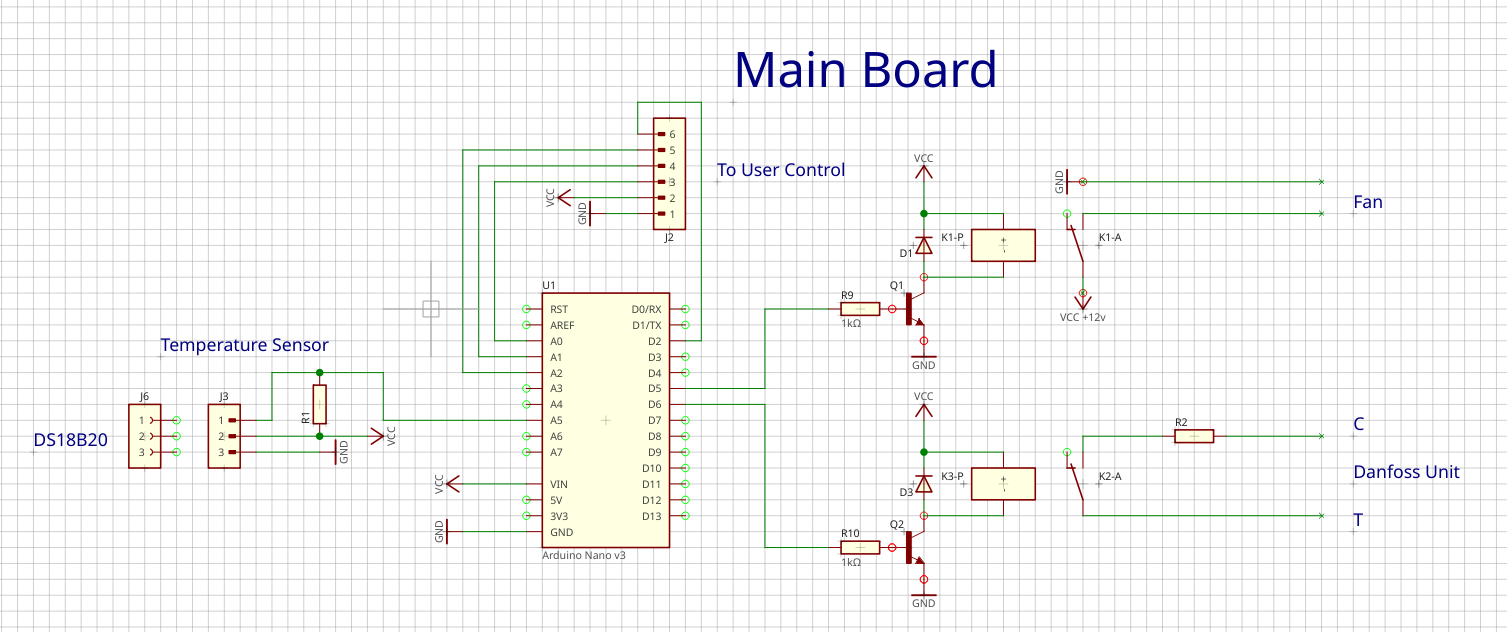 Main Board
6
5
4
3
2
1
J2
To User Control
VCC
GND
VCC
GND
Fan
K1-P
+
-
D1
K1-A
Q1
R9
1kΩ
GND
VCC +12v
U1
RST
AREF
A0
A1
A2
A3
A4
A5
A6
A7
VIN
5V
3V3
GND
D0/RX
D1/TX
D2
D3
D4
D5
D6
D7
D8
D9
D10
D11
D12
D13
Arduino Nano v3
Temperature Sensor
J6
1
2
3
J3
1
2
3
R1
VCC
GND
DS18B20
VCC
GND
VCC
K3-P
+
-
D3
K2-A
Q2
R10
1kΩ
GND
R2
C
Danfoss Unit
T